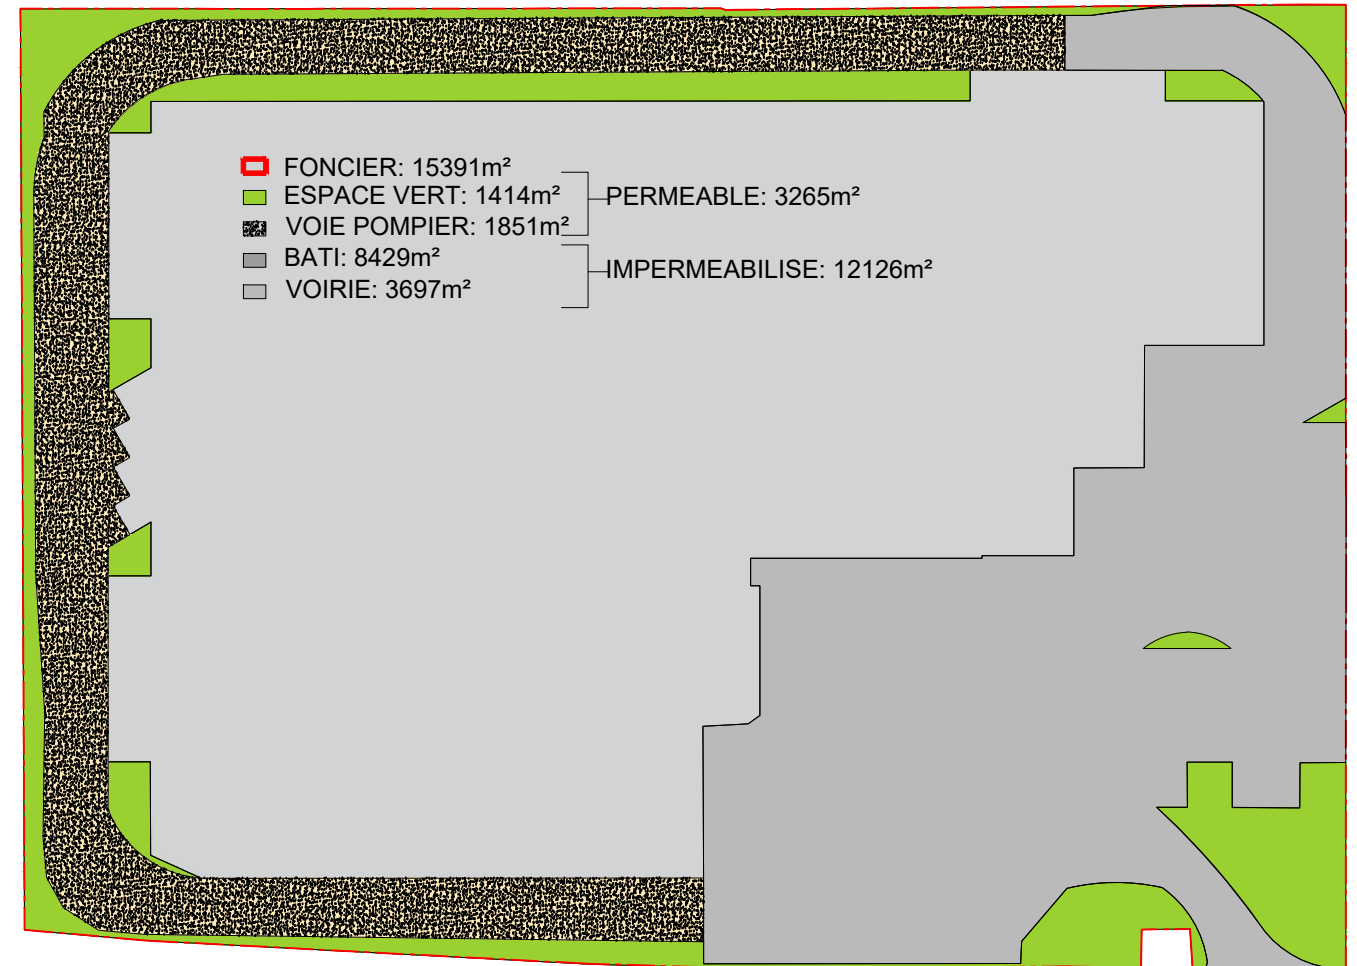 FONCIER: 15391m²
ESPACE VERT: 1414m²
PERMEABLE: 3265m²
VOIE POMPIER: 1851m²
BATI: 8429m²
IMPERMEABILISE: 12126m²
VOIRIE: 3697m²